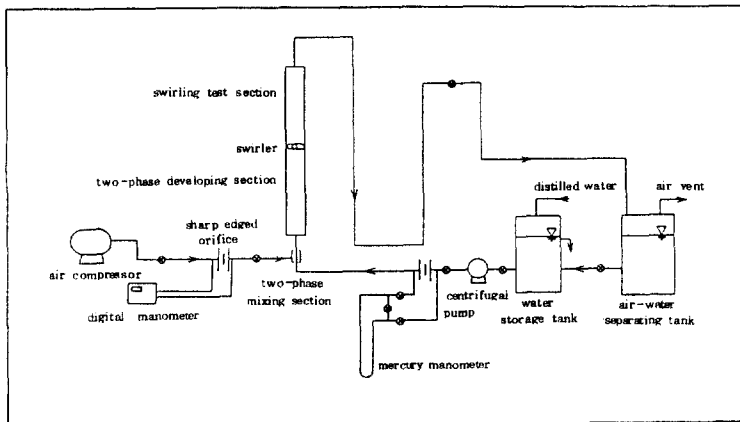 swirling test section
swirler
two-phase developing section
sharp edged
orifice
air compressor
digital manometer
two-phase
mixing section
mercury manometer
centrifugal
pump
distilled water
water
storage tank
air vent
air-water
separating tank